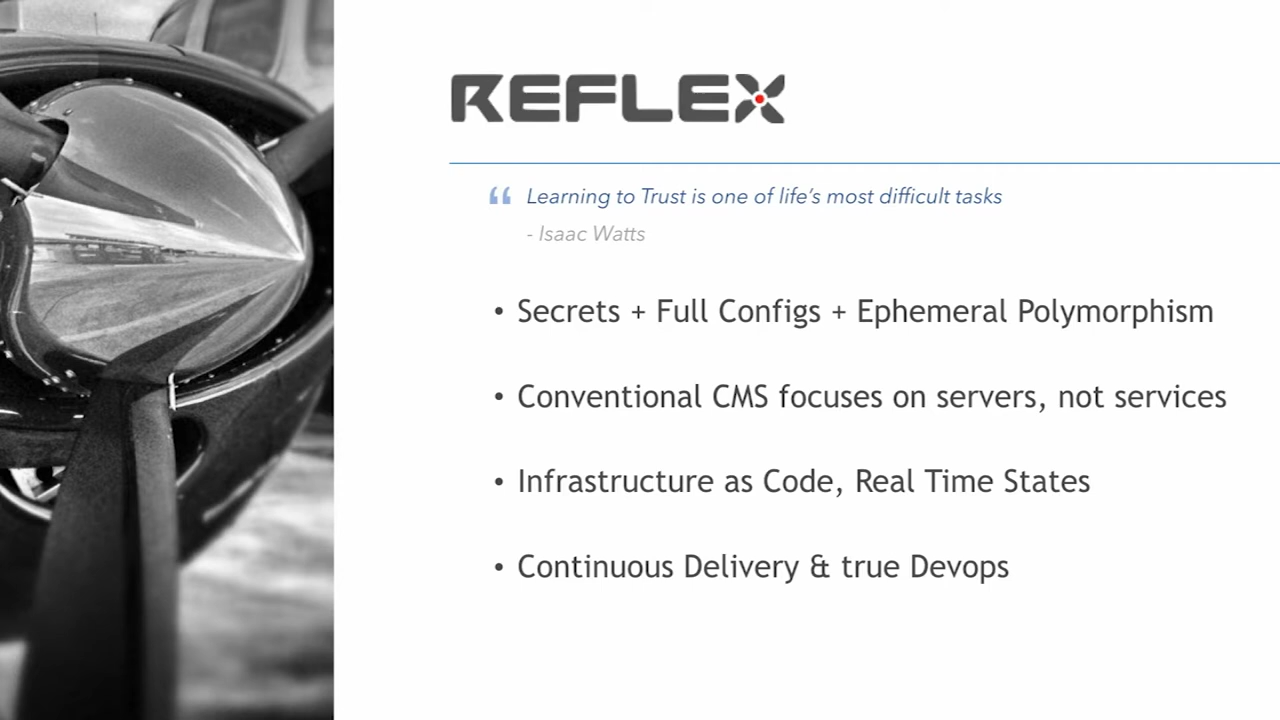 REFLEX
“ Learning to Trust is one of life’s most difficult tasks
- Isaac Watts
• Secrets + Full Configs + Ephemeral Polymorphism
• Conventional CMS focuses on servers, not services
• Infrastructure as Code, Real Time States
• Continuous Delivery & true Devops